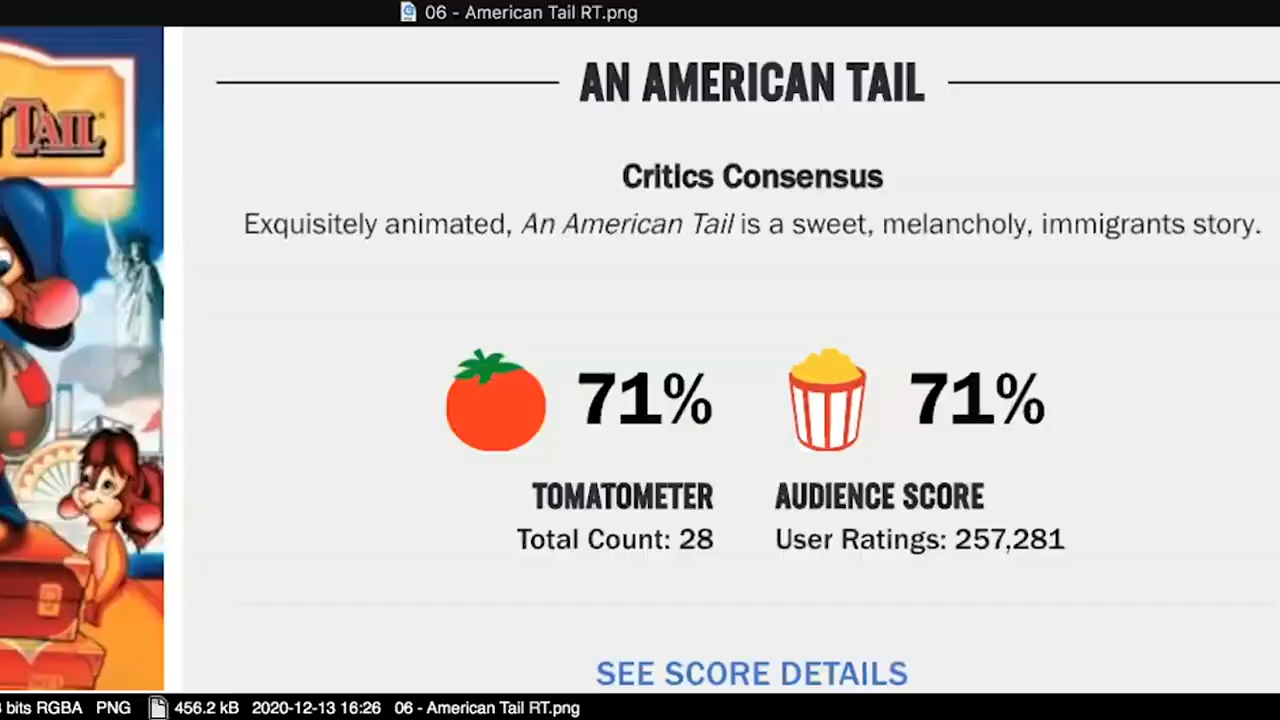 06 - American Tail RT.png
TAIL
AN AMERICAN TAIL
Critics Consensus
Exquisitely animated, An American Tail is a sweet, melancholy, immigrants story.
71%
71%
TOMATOMETER
AUDIENCE SCORE
Total Count: 28
User Ratings: 257,281
SEE SCORE DETAILS
bits RGBA PNG 456.2 kB 2020-12-13 16:26 06 - American Tail RT.png